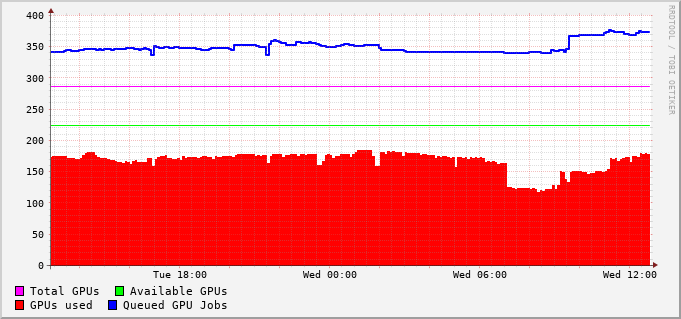 400
350
300
250
200
150
100
50
0
Tue 18:00 Wed 00:00 Wed 06:00 Wed 12:00
Total GPUs Available GPUs
GPUs used Queued GPU Jobs
RRDTOOL / TOBI OETIKER